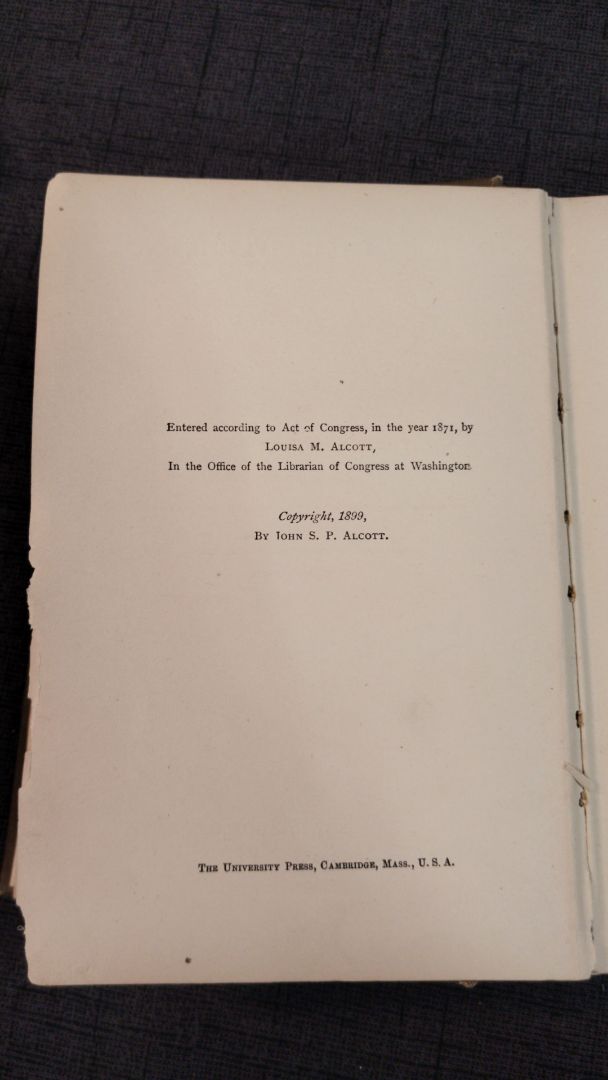 Entered according to Act of Congress, in the year 1871, by
LOUISA M. ALCOTT,
In the Office of the Librarian of Congress at Washington
Copyright, 1899,
BY JOHN S. P. ALCOTT.
THE UNIVERSITY PRESS, CAMBRIDGE, MASS., U. S. A.